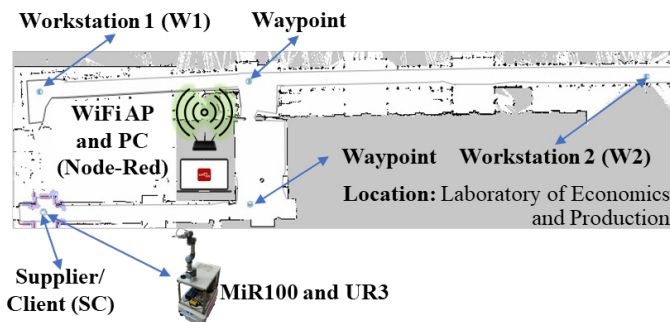 Workstation 1 (W1)
Waypoint
WiFi AP
and PC
(Node-Red)
Waypoint
Workstation 2 (W2)
Location: Laboratory of Economics
and Production
Supplier/
Client (SC)
MiR100 and UR3